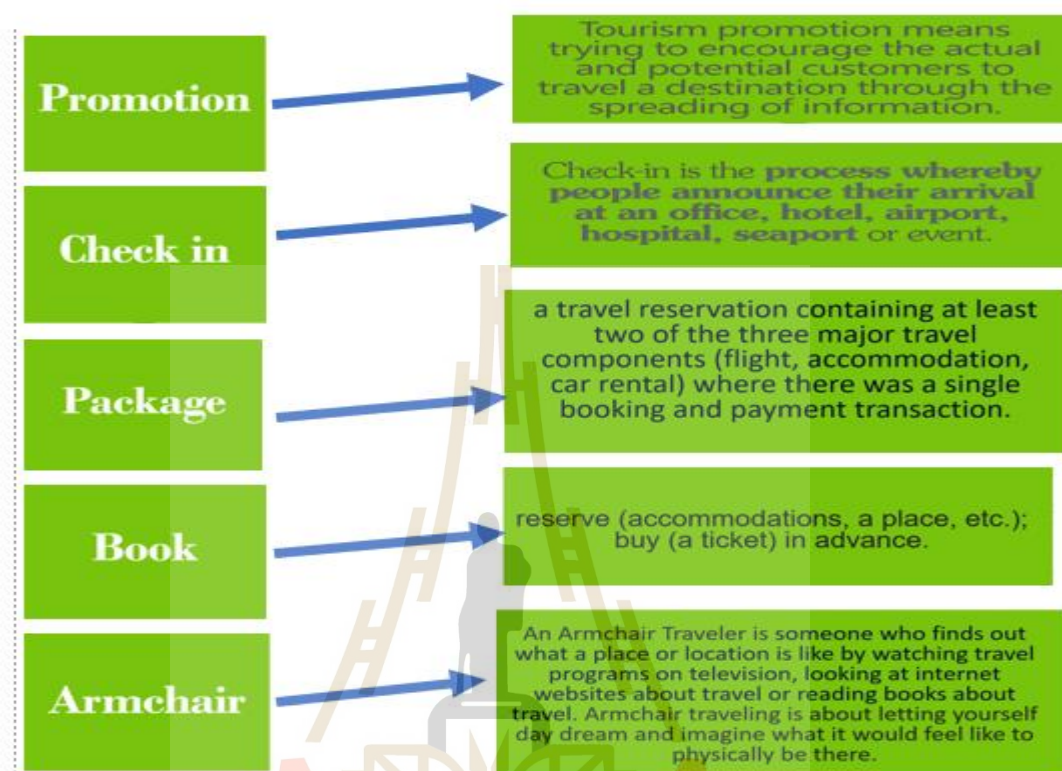 Promotion
Tourism promotion means
trying to encourage the actual
and potential customers to
travel a destination through the
spreading of information.
Check in
Check-in is the process whereby
people announce their arrival
at an office, hotel, airport,
hospital, seaport or event.
Package
a travel reservation containing at least
two of the three major travel
components (flight, accommodation,
car rental) where there was a single
booking and payment transaction.
Book
reserve (accommodations, a place, etc.);
buy (a ticket) in advance.
Armchair
An Armchair Traveler is someone who finds out
what a place or location is like by watching travel
programs on television, looking at internet
websites about travel or reading books about
travel. Armchair traveling is about letting yourself
day dream and imagine what it would feel like to
physically be there.